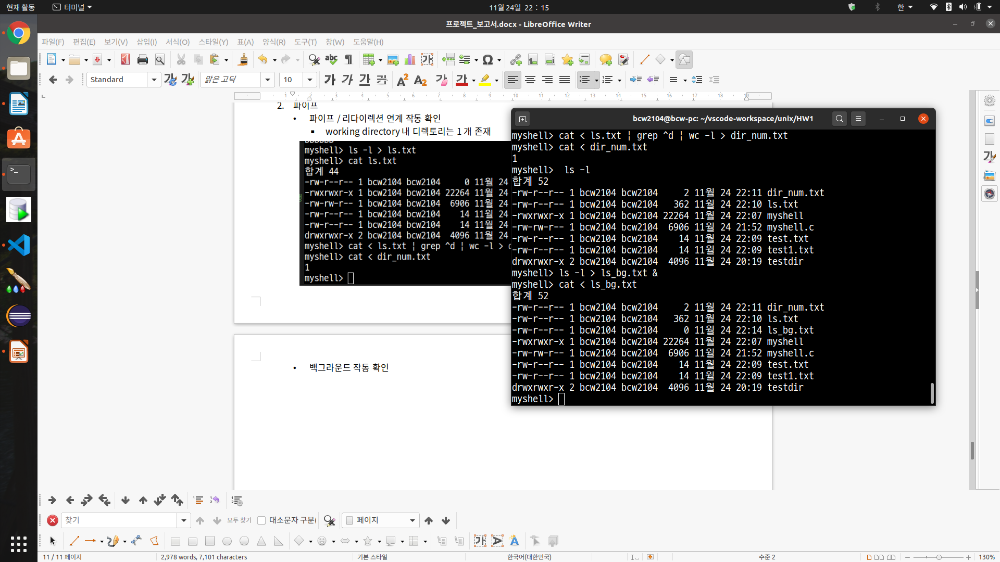 현재 활동
터미널
11월 24일 22 : 15
한
프로젝트_보고서.docx - LibreOffice Writer
파일(F) 편집(E) 보기(V) 삽입(I) 서식(O) 스타일(Y) 표(A) 양식(R) 도구(T) 창(W) 도움말(H)
Standard
맑은 고딕
10
1 2 3 4 5 6 7 8 9 10 11 12 13 14 15 16 17 18 19
2. 파이프
• 파이프 / 리다이렉션 연계 작동 확인
▪ working directory 내 디렉토리는 1 개 존재
myshell> ls -l > ls.txt
myshell> cat ls.txt
합계 44
-rw-r--r-- 1 bcw2104 bcw2104 0 11월 24
-rwxrwxr-x 1 bcw2104 bcw2104 22264 11월 24
-rw-rw-r-- 1 bcw2104 bcw2104 6906 11월 24
-rw-r--r-- 1 bcw2104 bcw2104 14 11월 24
-rw-r--r-- 1 bcw2104 bcw2104 14 11월 24
drwxrwxr-x 2 bcw2104 bcw2104 4096 11월 24
myshell> cat < ls.txt | grep ^d | wc -l >
myshell> cat < dir_num.txt
1
myshell>
• 백그라운드 작동 확인
bcw2104@bcw-pc: ~/vscode-workspace/unix/HW1
myshell> cat < ls.txt | grep ^d | wc -l > dir_num.txt
myshell> cat < dir_num.txt
1
myshell>  ls -l
합계 52
-rw-r--r-- 1 bcw2104 bcw2104 2 11월 24 22:11 dir_num.txt
-rw-r--r-- 1 bcw2104 bcw2104 362 11월 24 22:10 ls.txt
-rwxrwxr-x 1 bcw2104 bcw2104 22264 11월 24 22:07 myshell
-rw-rw-r-- 1 bcw2104 bcw2104 6906 11월 24 21:52 myshell.c
-rw-r--r-- 1 bcw2104 bcw2104 14 11월 24 22:09 test.txt
-rw-r--r-- 1 bcw2104 bcw2104 14 11월 24 22:09 test1.txt
drwxrwxr-x 2 bcw2104 bcw2104 4096 11월 24 20:19 testdir
myshell> ls -l > ls_bg.txt &
myshell> cat < ls_bg.txt
합계 52
-rw-r--r-- 1 bcw2104 bcw2104 2 11월 24 22:11 dir_num.txt
-rw-r--r-- 1 bcw2104 bcw2104 362 11월 24 22:10 ls.txt
-rw-r--r-- 1 bcw2104 bcw2104 0 11월 24 22:14 ls_bg.txt
-rwxrwxr-x 1 bcw2104 bcw2104 22264 11월 24 22:07 myshell
-rw-rw-r-- 1 bcw2104 bcw2104 6906 11월 24 21:52 myshell.c
-rw-r--r-- 1 bcw2104 bcw2104 14 11월 24 22:09 test.txt
-rw-r--r-- 1 bcw2104 bcw2104 14 11월 24 22:09 test1.txt
drwxrwxr-x 2 bcw2104 bcw2104 4096 11월 24 20:19 testdir
myshell>
찾기
모두 찾기
대소문자 구분(
페이지
11 / 11 페이지
2,978 words, 7,101 characters
기본 스타일
한국어(대한민국)
수준 2
130%